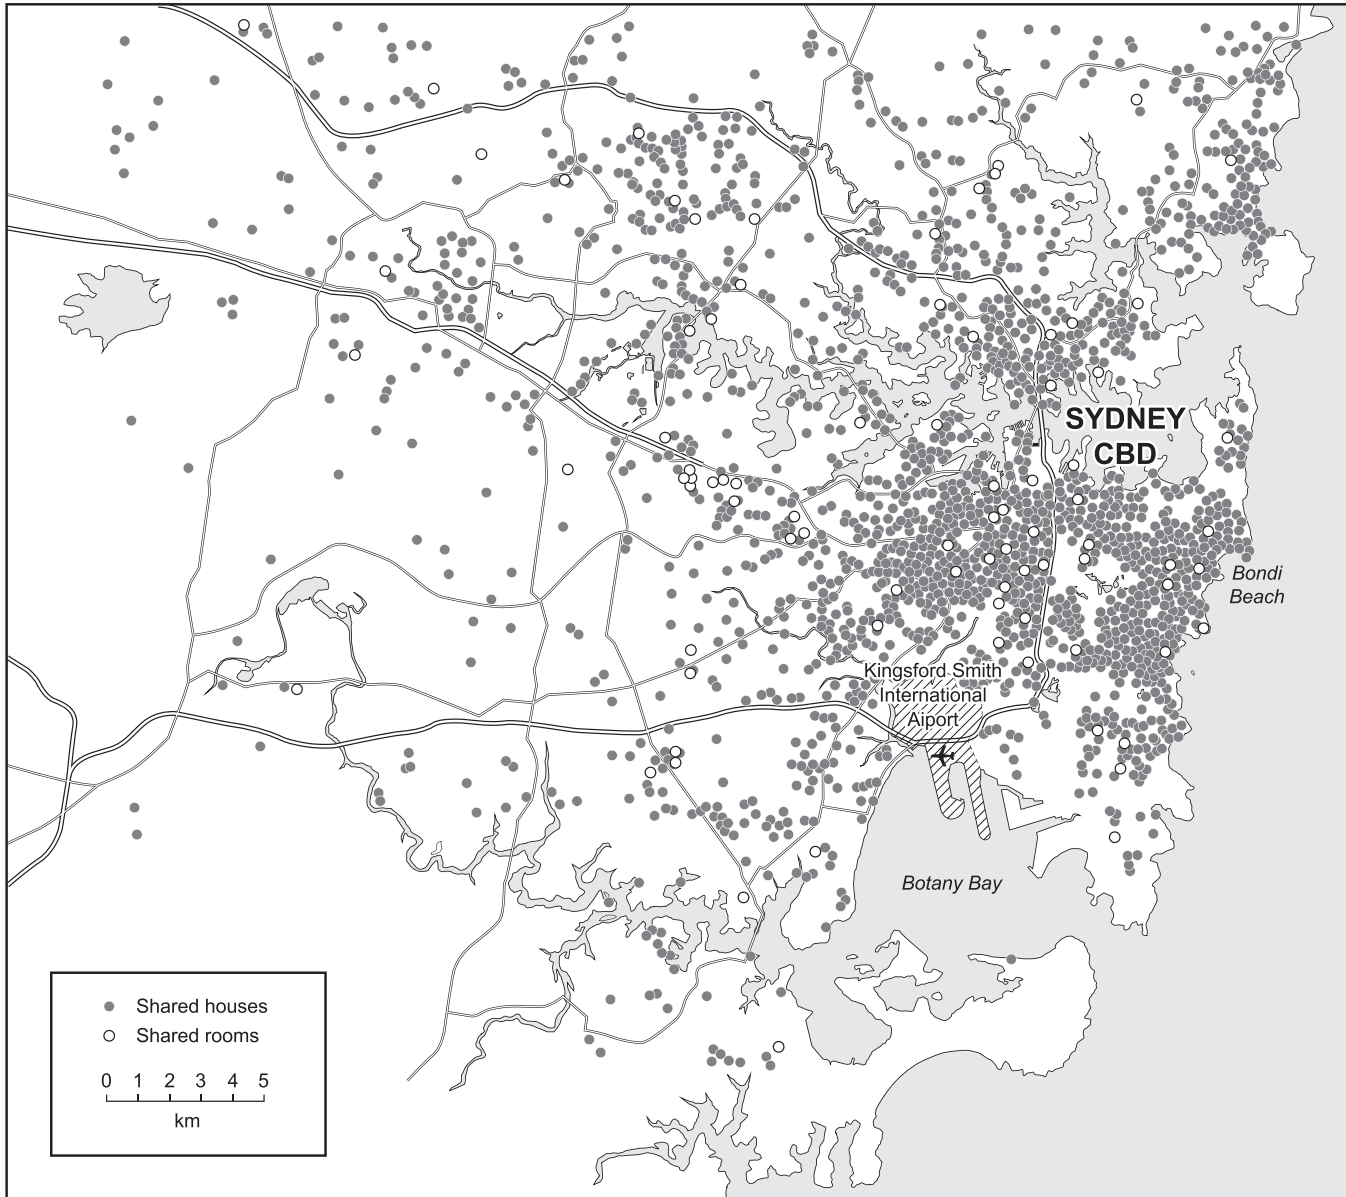 SYDNEY
CBD
Bondi
Beach
Kingsford Smith
International
Aiport
Botany Bay
Shared houses
Shared rooms
0 1 2 3 4 5
km